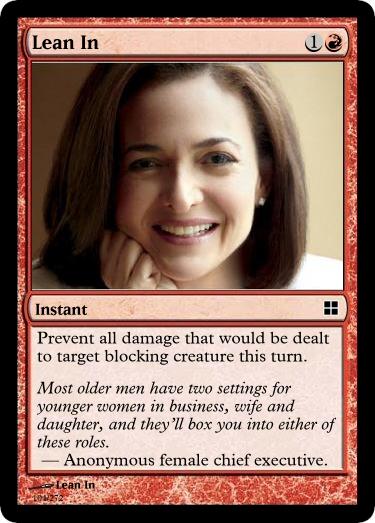 Lean In 1
Instant
Prevent all damage that would be dealt
to target blocking creature this turn.
Most older men have two settings for
younger women in business, wife and
daughter, and they'll box you into either of
these roles.
— Anonymous female chief executive.
Lean In
101/272